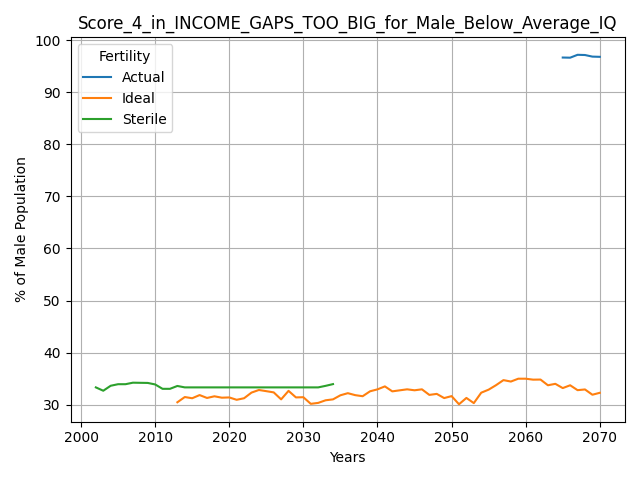 Score_4_in_INCOME_GAPS_TOO_BIG_for_Male_Below_Average_IQ
Fertility
Actual
Ideal
Sterile
% of Male Population
100
90
80
70
60
50
40
30
2000 2010 2020 2030 2040 2050 2060 2070
Years